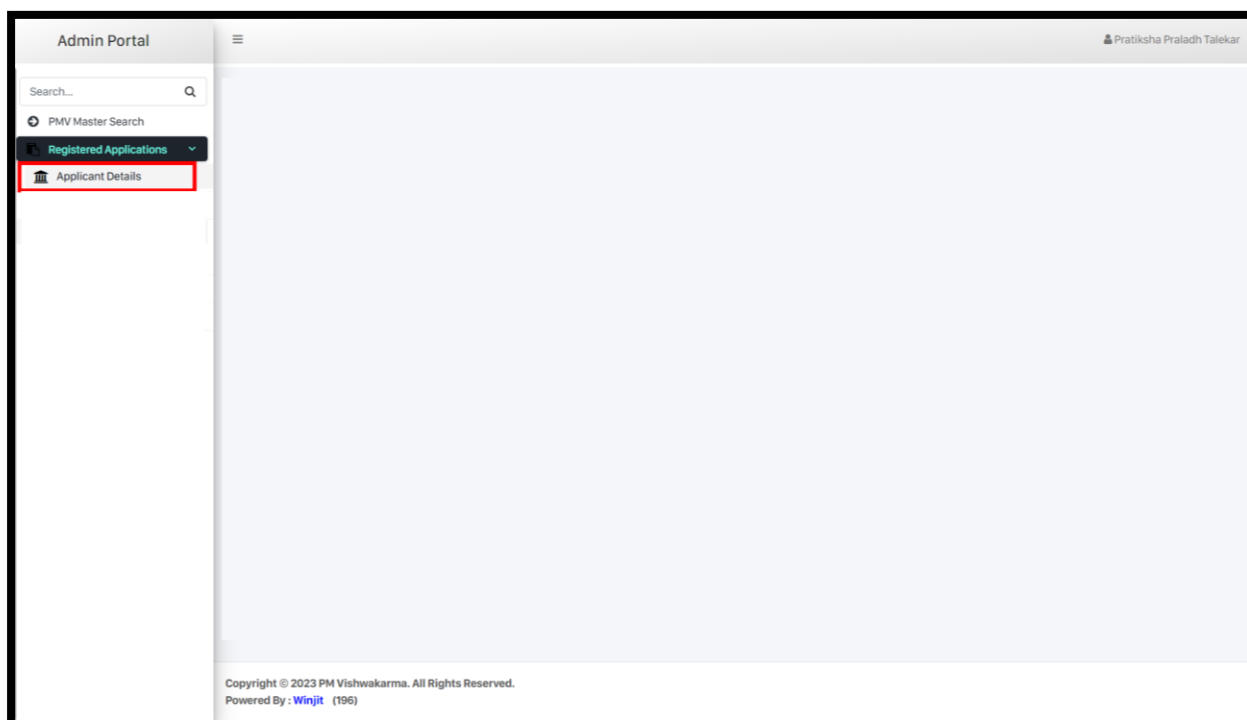 Admin Portal
Pratiksha Praladh Talekar
Search...
PMV Master Search
Registered Applications
Applicant Details
Copyright © 2023 PM Vishwakarma. All Rights Reserved.
Powered By : Winjit (196)